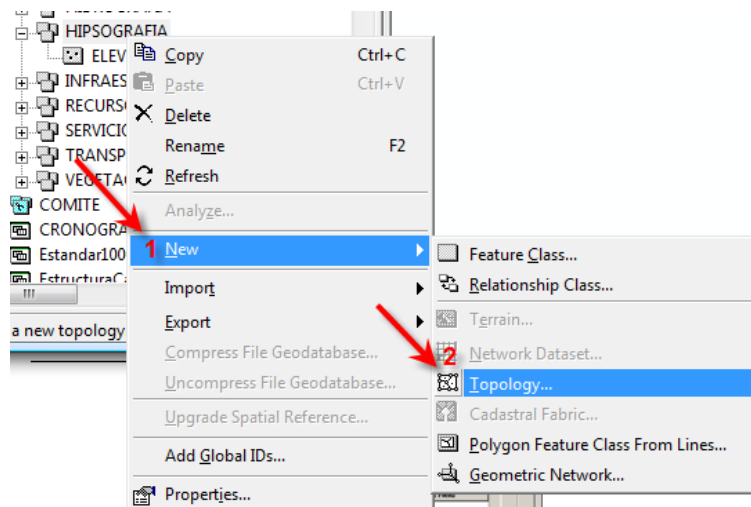 HIPSOGRAFIA
ELEV
INFRAES
RECURS
SERVICIO
TRANSP
VEGETA
COMITE
CRONOGRA
Estandar100
EstructuraCa
a new topology
Copy Ctrl+C
Paste Ctrl+V
Delete
Rename F2
Refresh
Analyze...
1 New
Import
Export
Compress File Geodatabase...
Uncompress File Geodatabase...
Upgrade Spatial Reference...
Add Global IDs...
Properties...
Feature Class...
Relationship Class...
Terrain...
2 Network Dataset...
Topology...
Cadastral Fabric...
Polygon Feature Class From Lines...
Geometric Network...